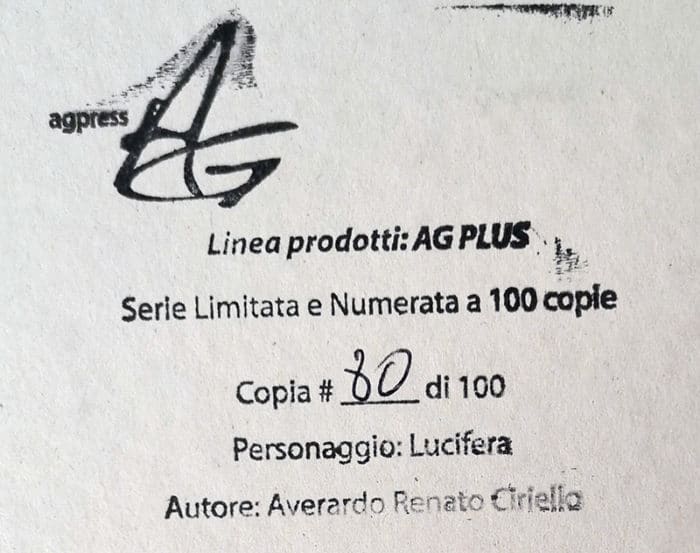 agpress AG
Linea prodotti: AG PLUS
Serie Limitata e Numerata a 100 copie
Copia # 80 di 100
Personaggio: Lucifera
Autore: Averardo Renato Ciriello